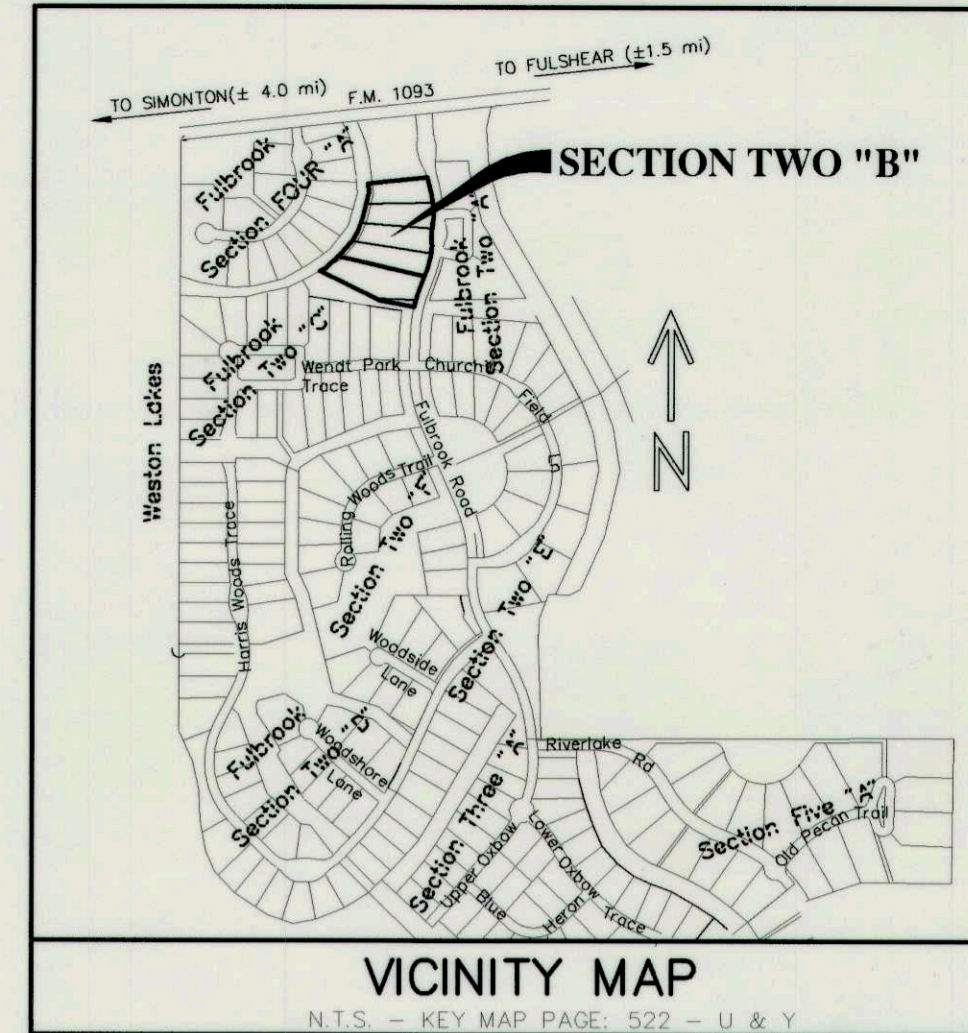 TO SIMONTON(± 4.0 mi)
F.M. 1093
TO FULSHEAR (±1.5 mi)
SECTION TWO "B"
Fulbrook
Section FOUR "A"
Fulbrook
Section Two "A"
Fulbrook
Section Two "C"
Wendt Park
Trace
Church
Field
Ln
Weston Lakes
Fulbrook
Road
Rolling Woods Trail
Section Two "F"
Harris Woods Trace
Section Two "E"
Woodside
Lane
Fulbrook
Section Two "D"
Woodshore
Lane
Section Three "A"
Riverlake
Rd
Section Five "A"
Old Pecan Trail
Upper Oxbow
Lower Oxbow
Trace
Blue
Heron
N
VICINITY MAP
N.T.S. – KEY MAP PAGE: 522 – U & Y